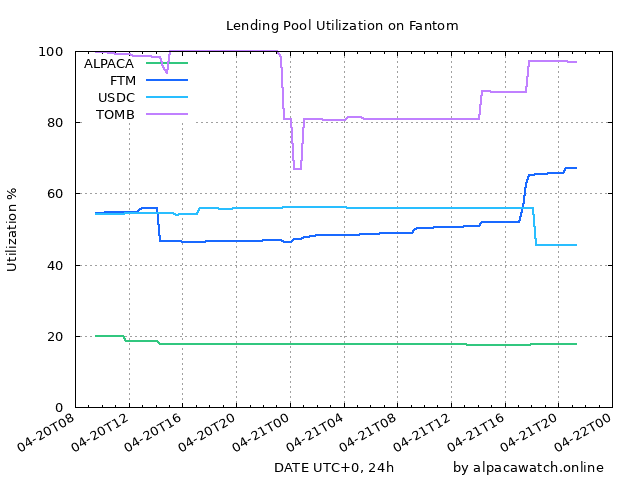 Lending Pool Utilization on Fantom
100
80
60
40
20
0
Utilization %
ALPACA
FTM
USDC
TOMB
04-20T08
04-20T12
04-20T16
04-20T20
04-21T00
04-21T04
04-21T08
04-21T12
04-21T16
04-21T20
04-22T00
DATE UTC+0, 24h
by alpacawatch.online